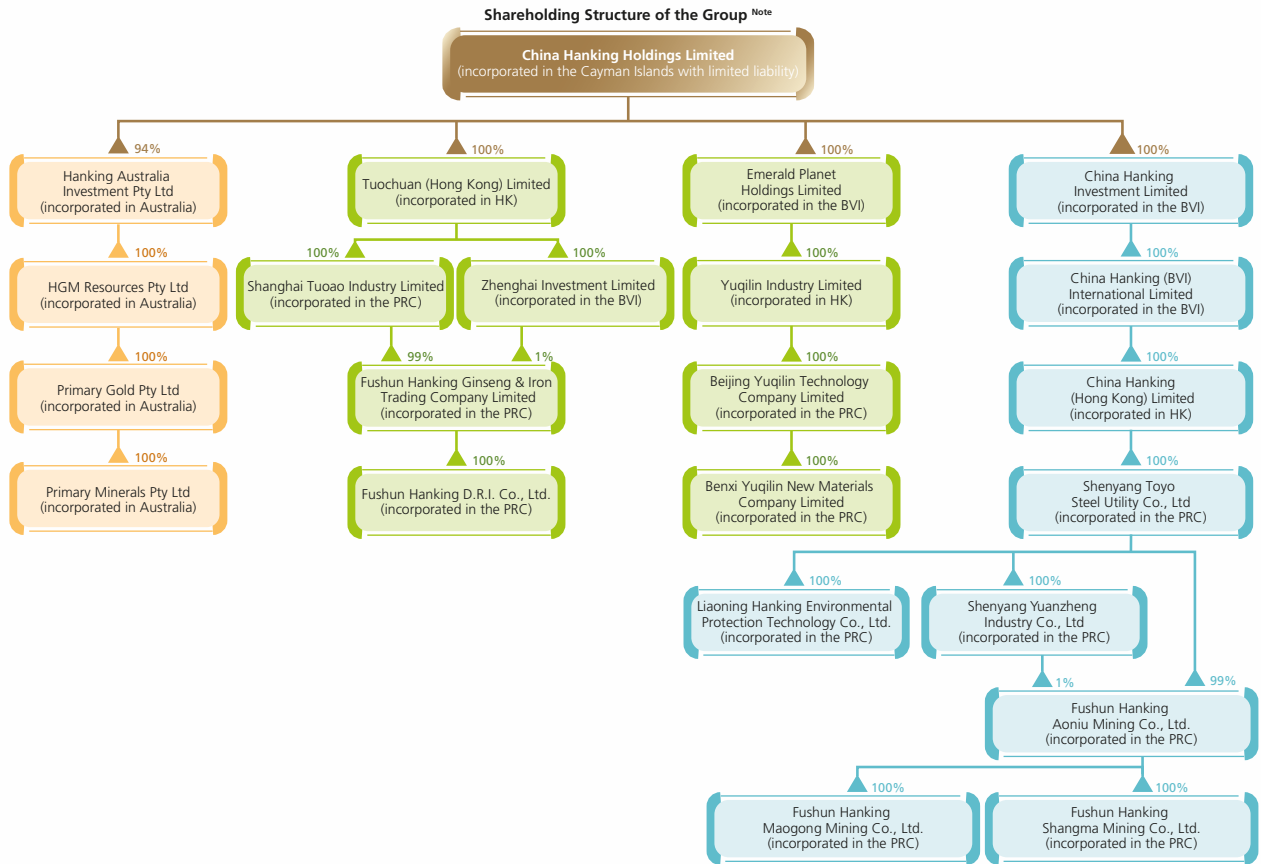 Shareholding Structure of the Group Note
China Hanking Holdings Limited
(incorporated in the Cayman Islands with limited liability)
94%
100%
100%
100%
Hanking Australia
Investment Pty Ltd
(incorporated in Australia)
Tuochuan (Hong Kong) Limited
(incorporated in HK)
Emerald Planet
Holdings Limited
(incorporated in the BVI)
China Hanking
Investment Limited
(incorporated in the BVI)
100%
100%
100%
100%
100%
HGM Resources Pty Ltd
(incorporated in Australia)
Shanghai Tuoao Industry Limited
(incorporated in the PRC)
Zhenghai Investment Limited
(incorporated in the BVI)
Yuqilin Industry Limited
(incorporated in HK)
China Hanking (BVI)
International Limited
(incorporated in the BVI)
100%
99%
1%
100%
100%
Primary Gold Pty Ltd
(incorporated in Australia)
Fushun Hanking Ginseng & Iron
Trading Company Limited
(incorporated in the PRC)
Beijing Yuqilin Technology
Company Limited
(incorporated in the PRC)
China Hanking
(Hong Kong) Limited
(incorporated in HK)
100%
100%
100%
100%
Primary Minerals Pty Ltd
(incorporated in Australia)
Fushun Hanking D.R.I. Co., Ltd.
(incorporated in the PRC)
Benxi Yuqilin New Materials
Company Limited
(incorporated in the PRC)
Shenyang Toyo
Steel Utility Co., Ltd
(incorporated in the PRC)
100%
100%
Liaoning Hanking Environmental
Protection Technology Co., Ltd.
(incorporated in the PRC)
Shenyang Yuanzheng
Industry Co., Ltd
(incorporated in the PRC)
1%
99%
Fushun Hanking
Aoniu Mining Co., Ltd.
(incorporated in the PRC)
100%
100%
Fushun Hanking
Maogong Mining Co., Ltd.
(incorporated in the PRC)
Fushun Hanking
Shangma Mining Co., Ltd.
(incorporated in the PRC)